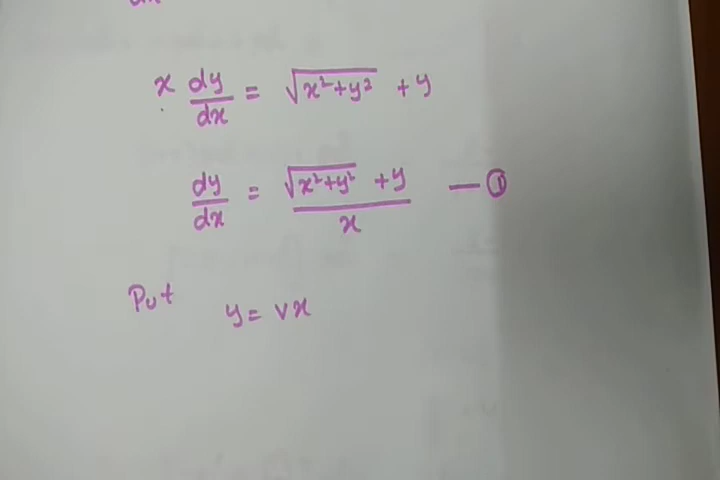 x dy/dx = √(x²+y²) + y
dy/dx = (√(x²+y²) + y)/x — ①
Put y = vx